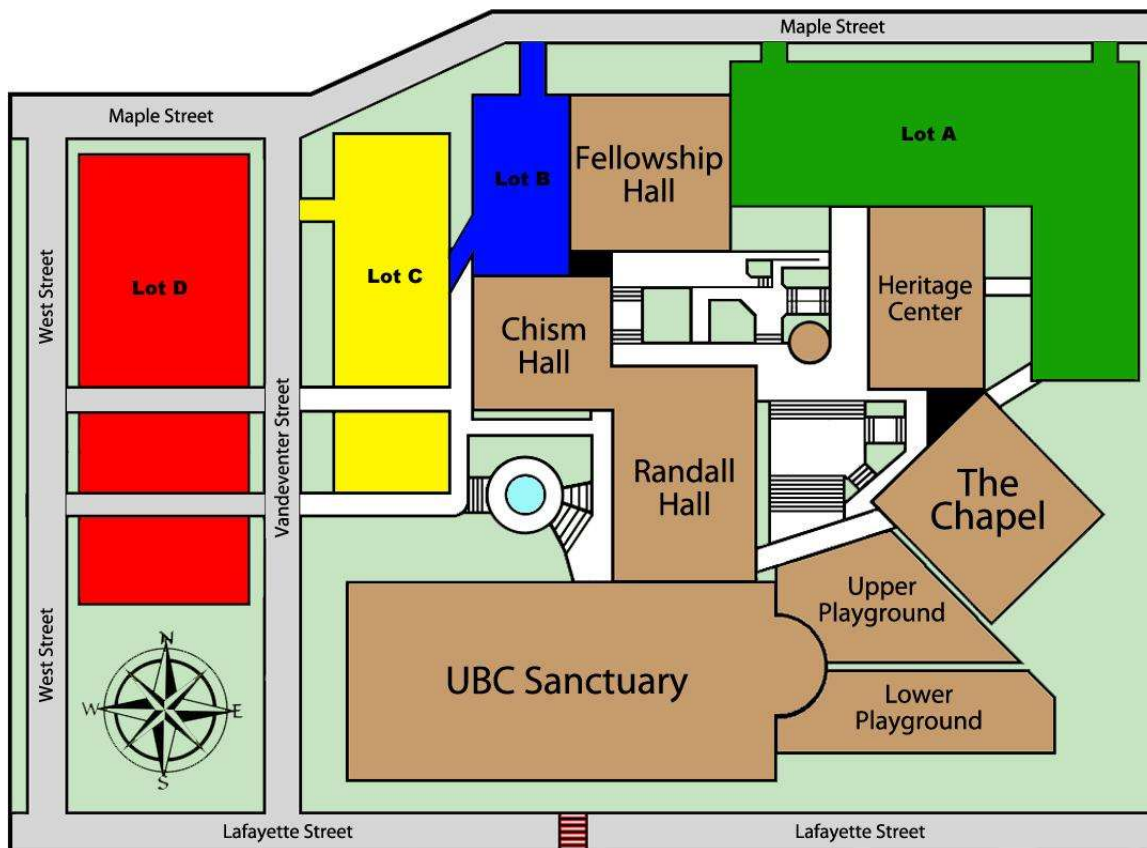 Maple Street
Maple Street
Lot A
Fellowship
Hall
Lot B
Lot C
Lot D
West Street
Heritage
Center
Chism
Hall
Vandeventer Street
Randall
Hall
The
Chapel
Upper
Playground
UBC Sanctuary
Lower
Playground
West Street
N
W
E
S
Lafayette Street
Lafayette Street